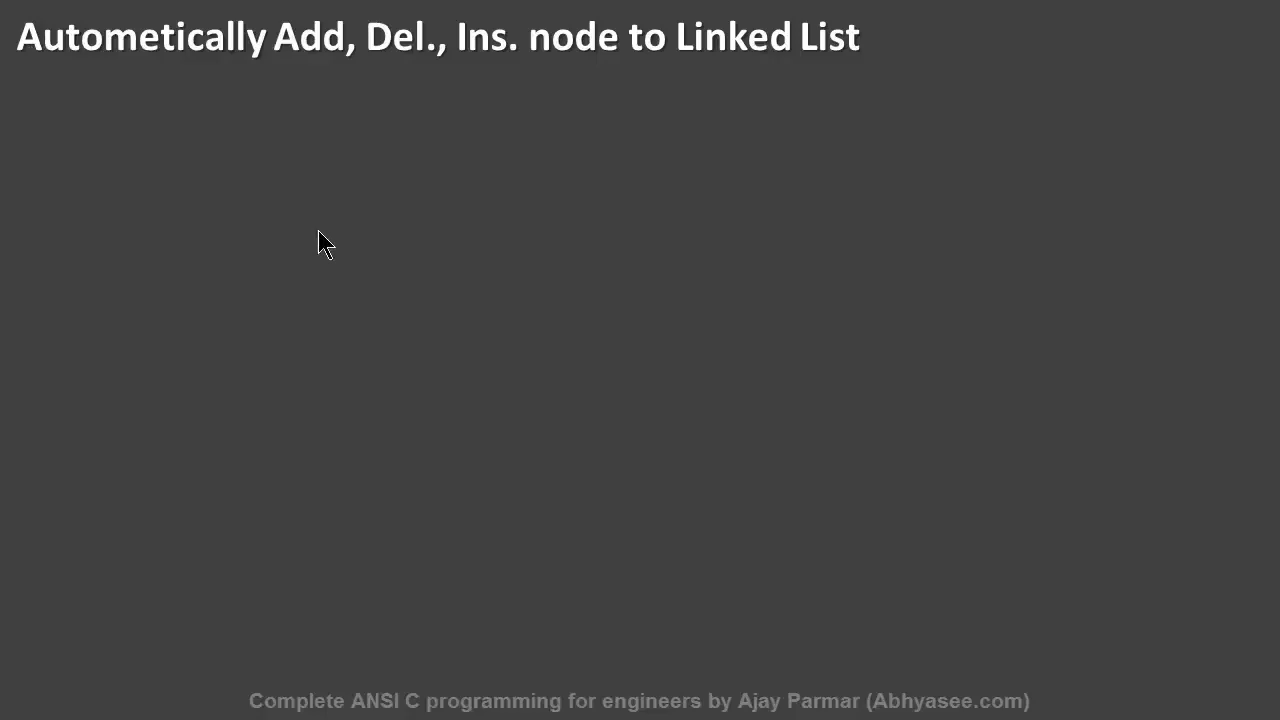 Autometically Add, Del., Ins. node to Linked List
Complete ANSI C programming for engineers by Ajay Parmar (Abhyasee.com)